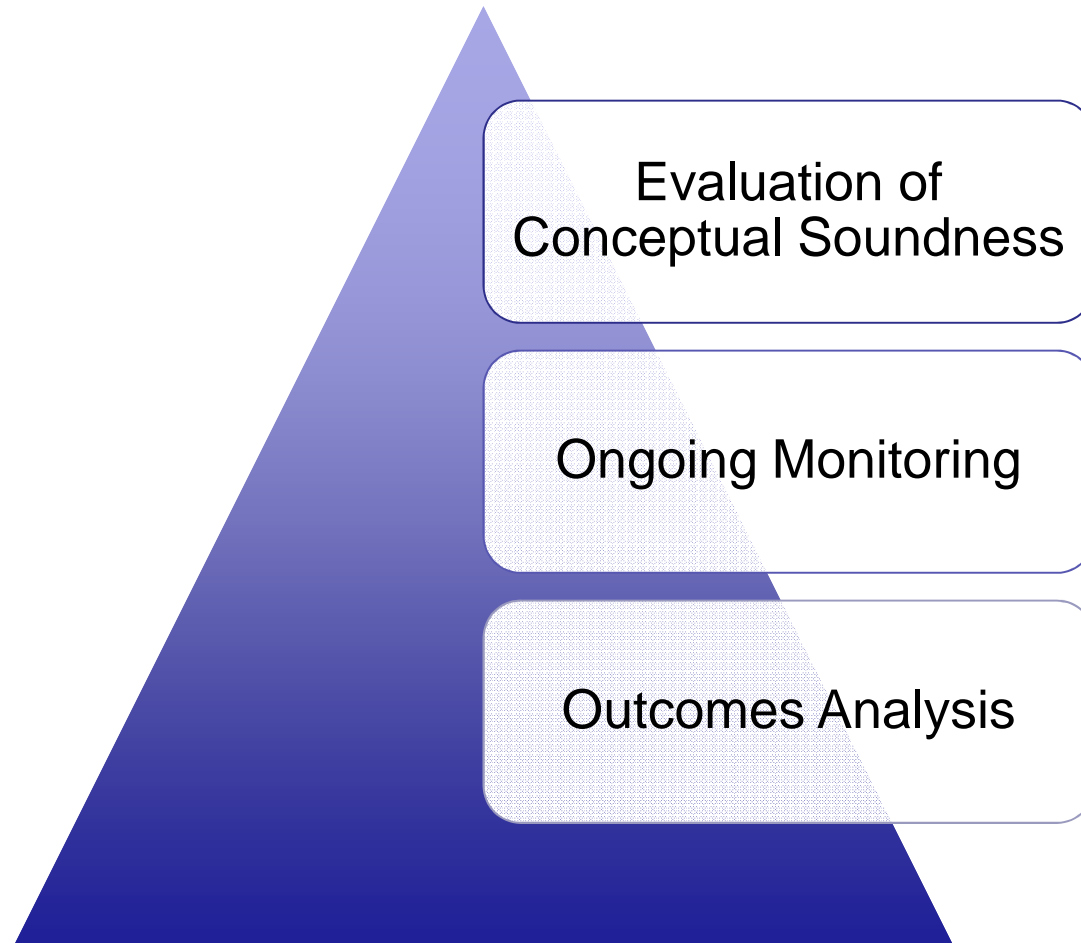 Evaluation of
Conceptual Soundness
Ongoing Monitoring
Outcomes Analysis